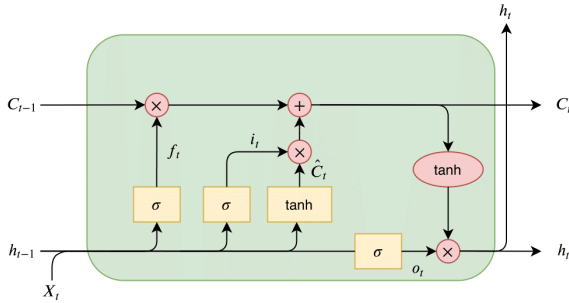 h_t
C_{t-1}
×
+
C_t
f_t
i_t
×
Ĉ_t
tanh
σ
σ
tanh
h_{t-1}
σ
o_t
×
h_t
X_t